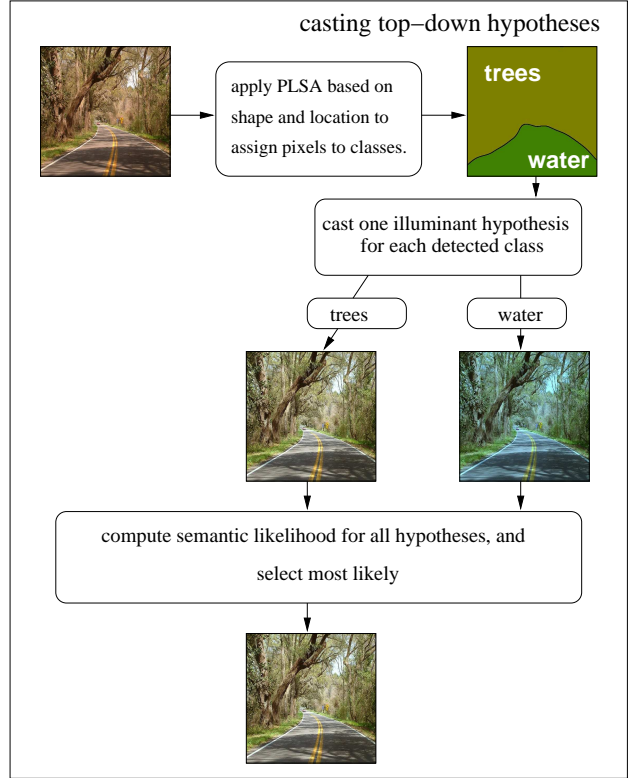 casting top−down hypotheses
apply PLSA based on
shape and location to
assign pixels to classes.
trees
water
cast one illuminant hypothesis
for each detected class
trees
water
compute semantic likelihood for all hypotheses, and
select most likely